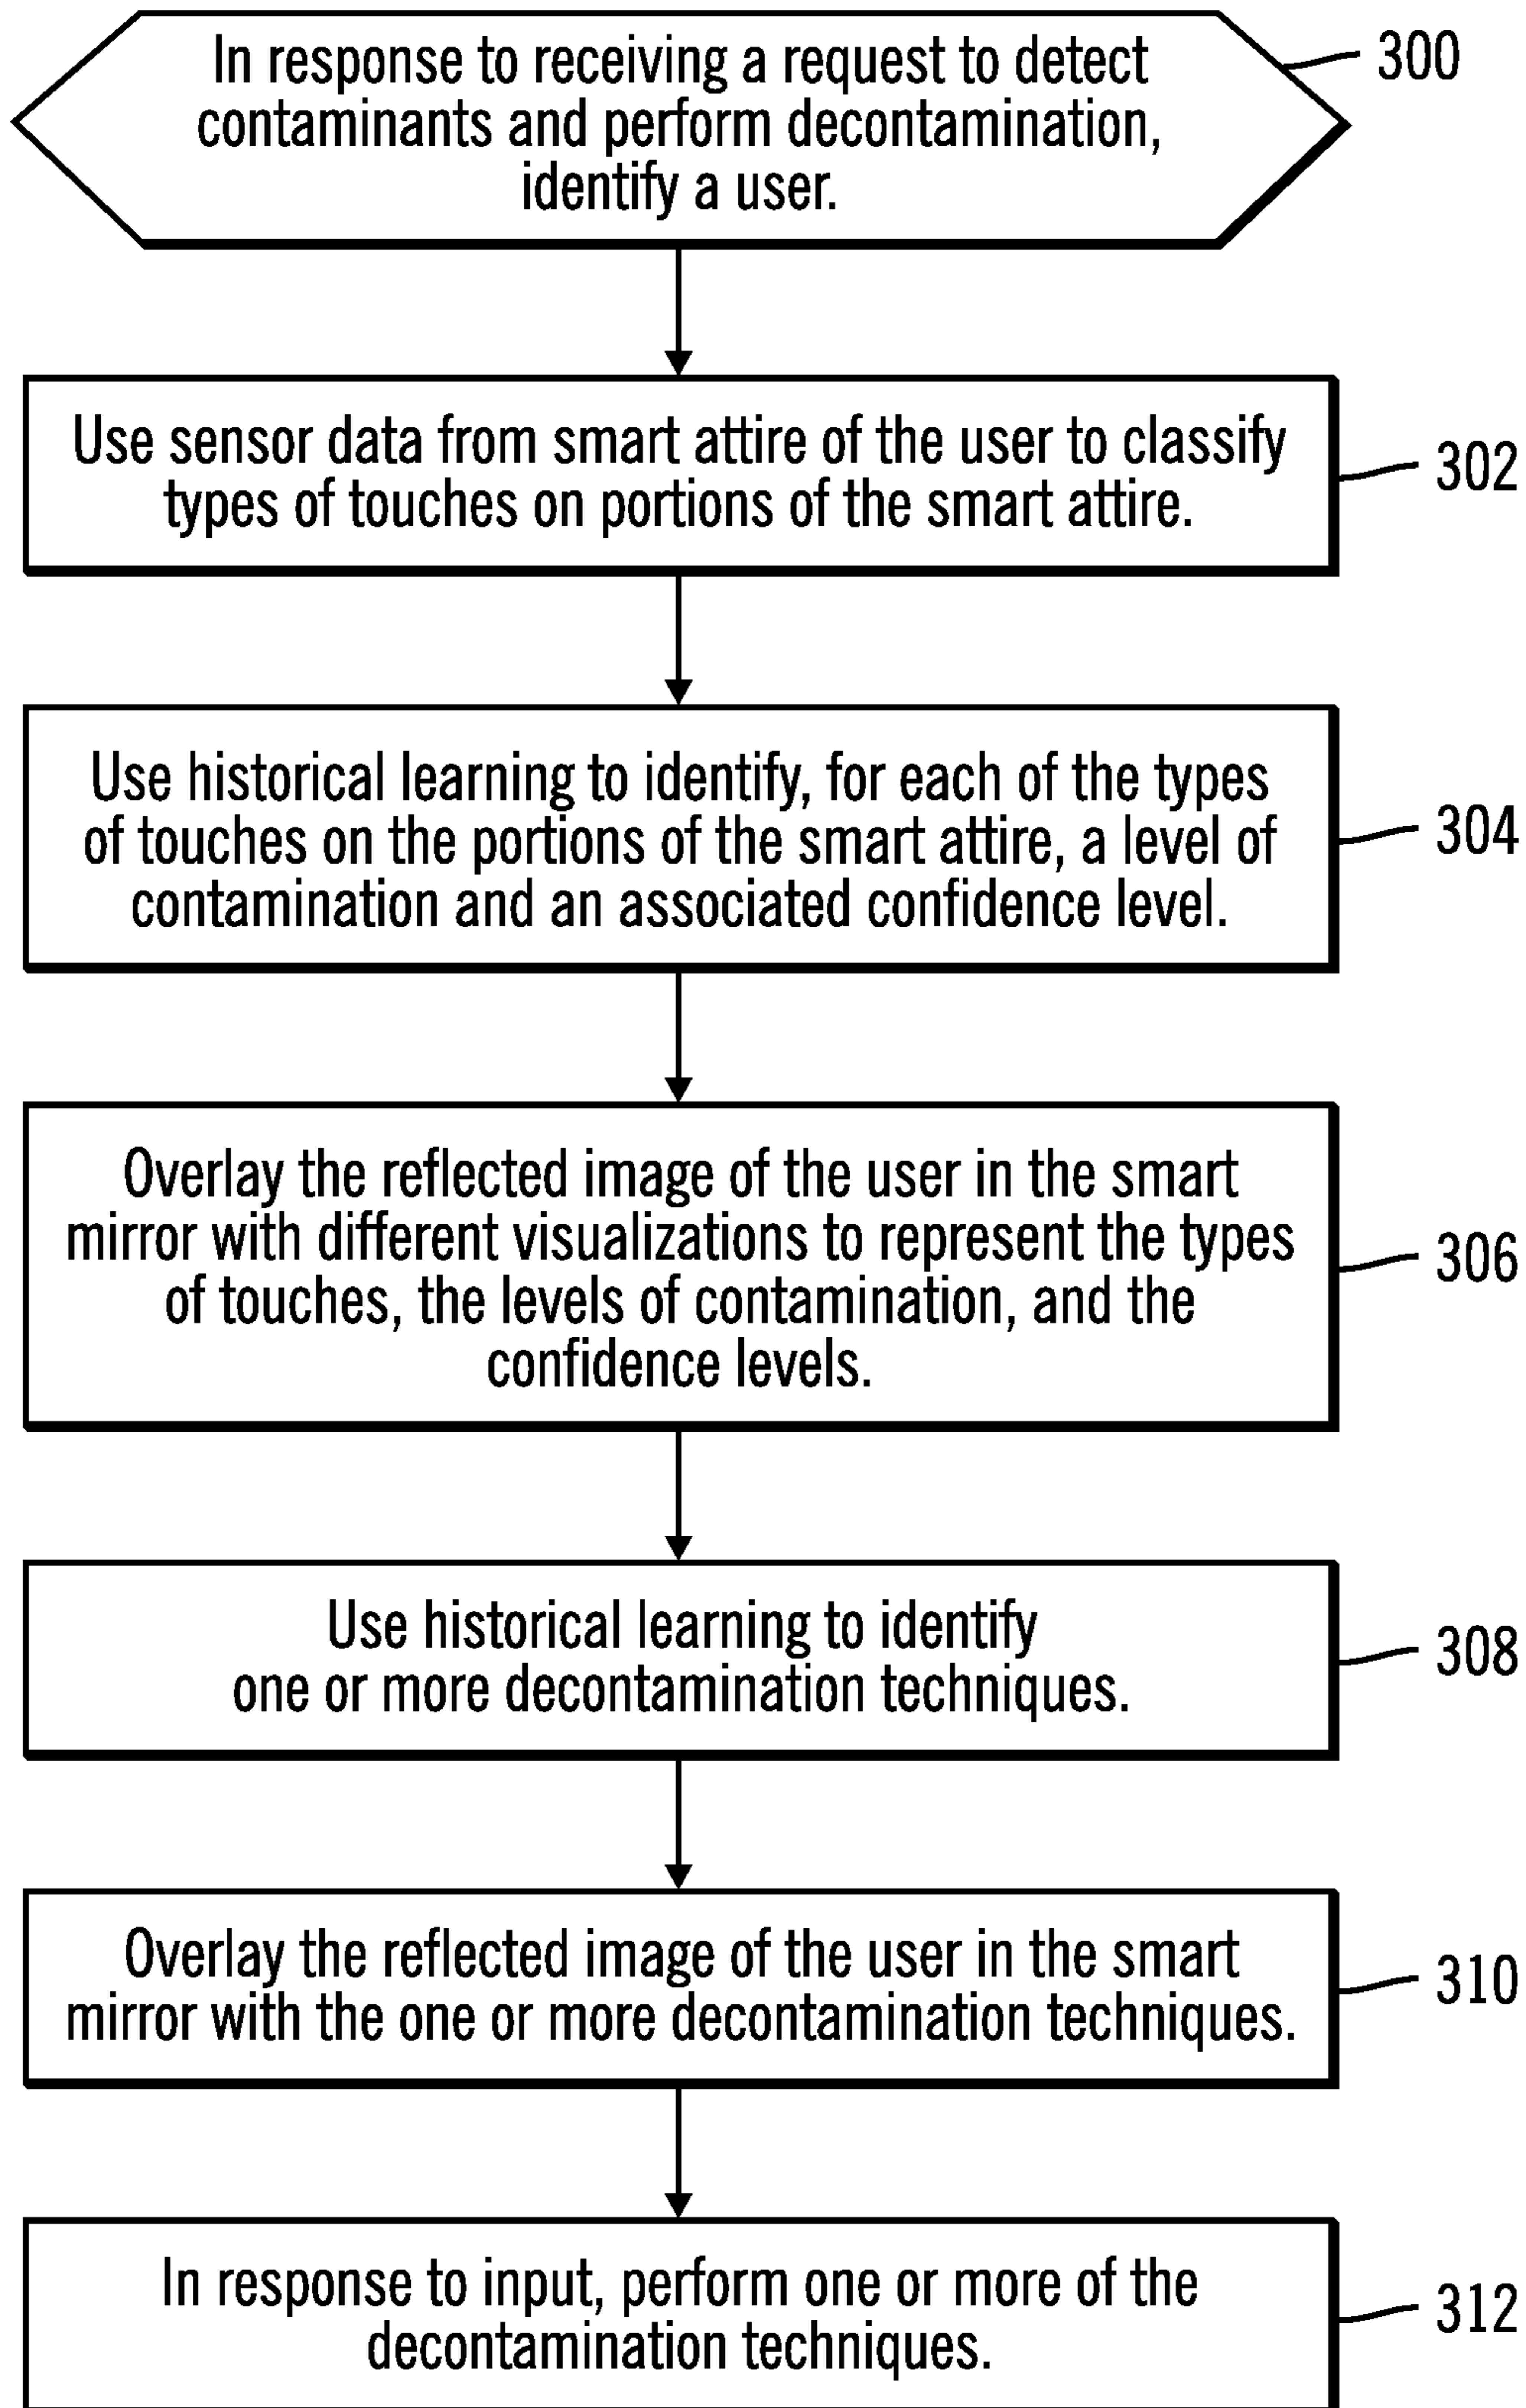 In response to receiving a request to detect
contaminants and perform decontamination,
identify a user.
300
Use sensor data from smart attire of the user to classify
types of touches on portions of the smart attire.
302
Use historical learning to identify, for each of the types
of touches on the portions of the smart attire, a level of
contamination and an associated confidence level.
304
Overlay the reflected image of the user in the smart
mirror with different visualizations to represent the types
of touches, the levels of contamination, and the
confidence levels.
306
Use historical learning to identify
one or more decontamination techniques.
308
Overlay the reflected image of the user in the smart
mirror with the one or more decontamination techniques.
310
In response to input, perform one or more of the
decontamination techniques.
312